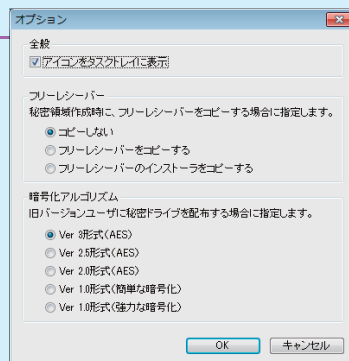 オプション
全般
アイコンをタスクトレイに表示
フリーレシーバー
秘密領域作成時に、フリーレシーバーをコピーする場合に指定します。
コピーしない
フリーレシーバーをコピーする
フリーレシーバーのインストーラをコピーする
暗号化アルゴリズム
旧バージョンユーザに秘密ドライブを配布する場合に指定します。
Ver 3形式(AES)
Ver 2.5形式(AES)
Ver 2.0形式(AES)
Ver 1.0形式(簡単な暗号化)
Ver 1.0形式(強力な暗号化)
OK キャンセル